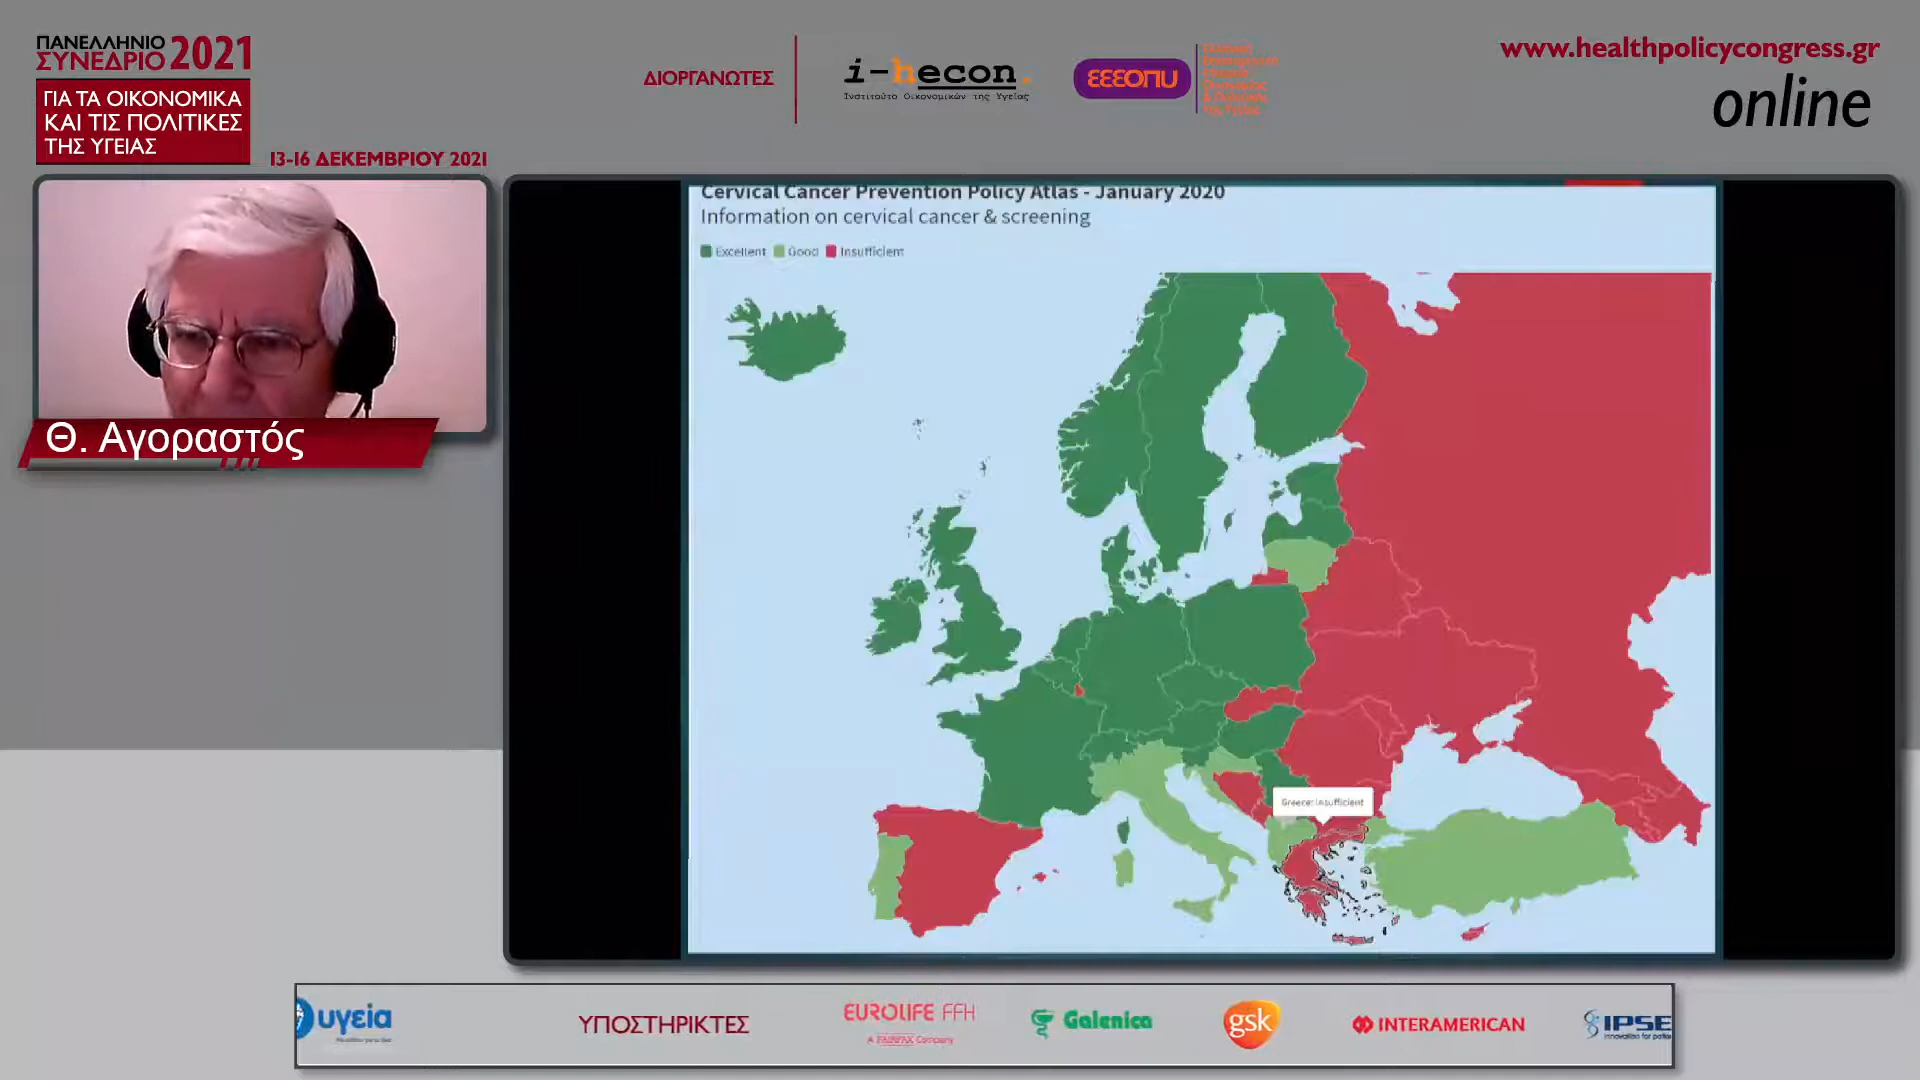 ΠΑΝΕΛΛΗΝΙΟ
ΣΥΝΕΔΡΙΟ 2021
ΓΙΑ ΤΑ ΟΙΚΟΝΟΜΙΚΑ
ΚΑΙ ΤΙΣ ΠΟΛΙΤΙΚΕΣ
ΤΗΣ ΥΓΕΙΑΣ
13-16 ΔΕΚΕΜΒΡΙΟΥ 2021
ΔΙΟΡΓΑΝΩΤΕΣ
i-hecon.
Ινστιτούτο Οικονομικών της Υγείας
ΕΕΕΟΠΥ
www.healthpolicycongress.gr
online
Θ. Αγοραστός
Cervical Cancer Prevention Policy Atlas - January 2020
Information on cervical cancer & screening
Excellent Good Insufficient
Greece: Insufficient
υγεία
ΥΠΟΣΤΗΡΙΚΤΕΣ
EUROLIFE FFH
A FAIRFAX Company
Galenica
gsk
INTERAMERICAN
IPSE